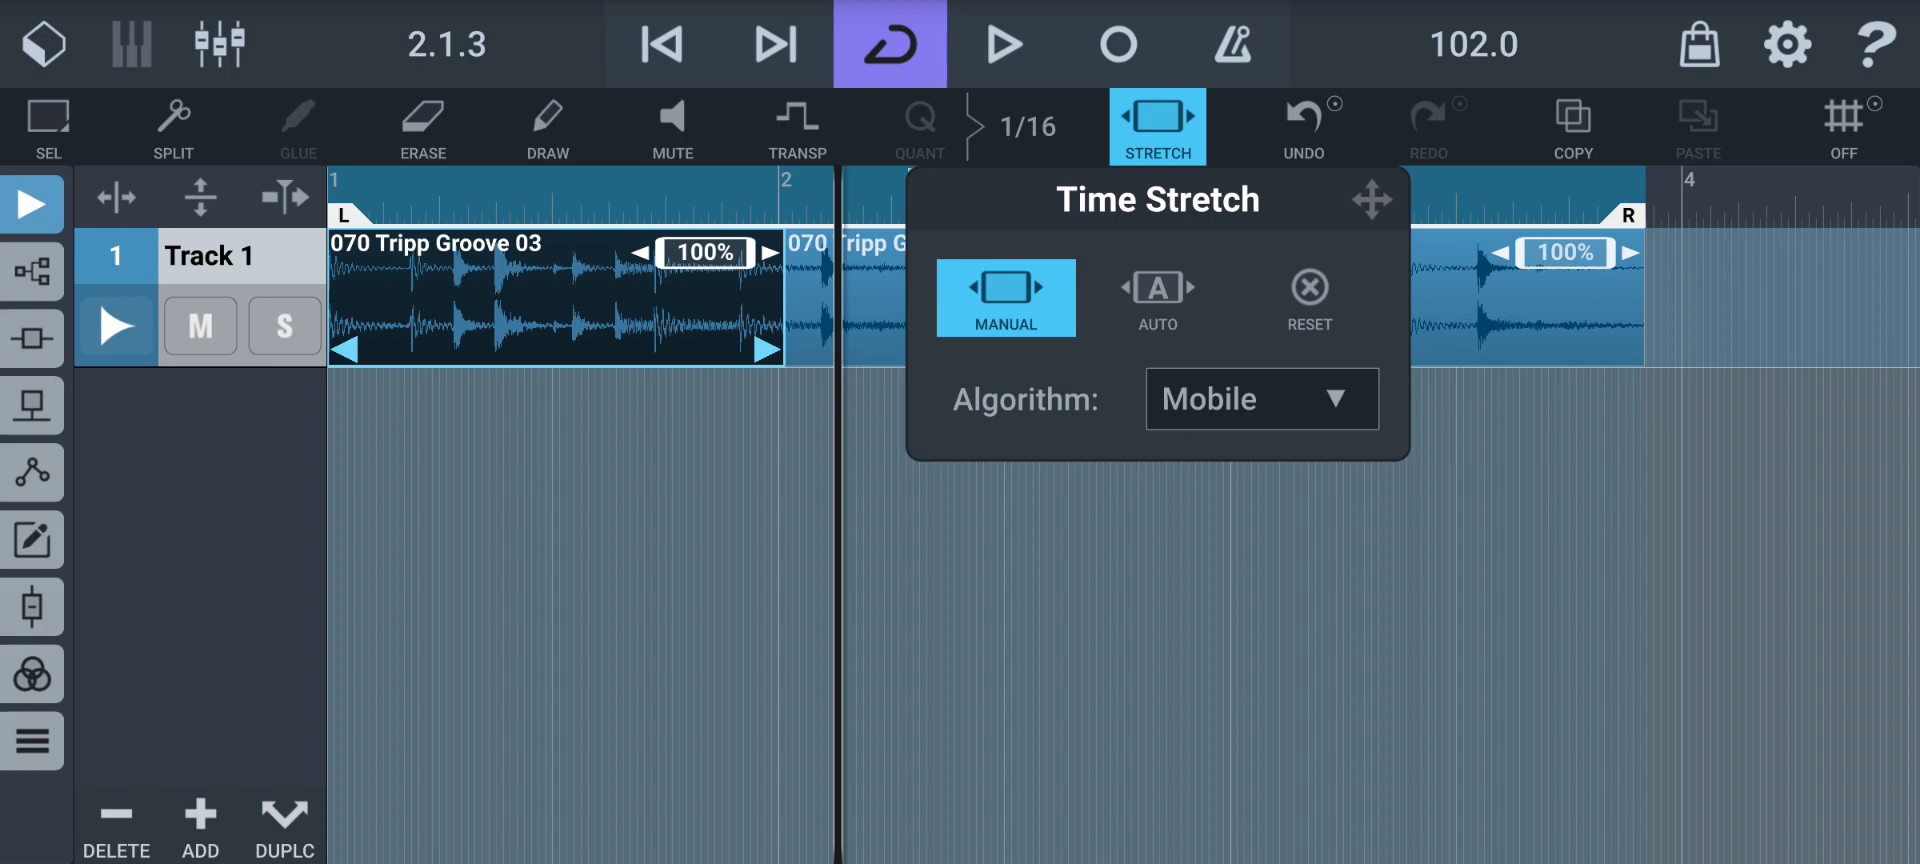 2.1.3
102.0
SEL
SPLIT
GLUE
ERASE
DRAW
MUTE
TRANSP
Q
QUANT
1/16
STRETCH
UNDO
REDO
COPY
PASTE
OFF
1
2
4
L
R
Time Stretch
1
Track 1
M
S
070 Tripp Groove 03
100%
070 Tripp G
100%
MANUAL
A
AUTO
RESET
Algorithm:
Mobile
DELETE
ADD
DUPLC